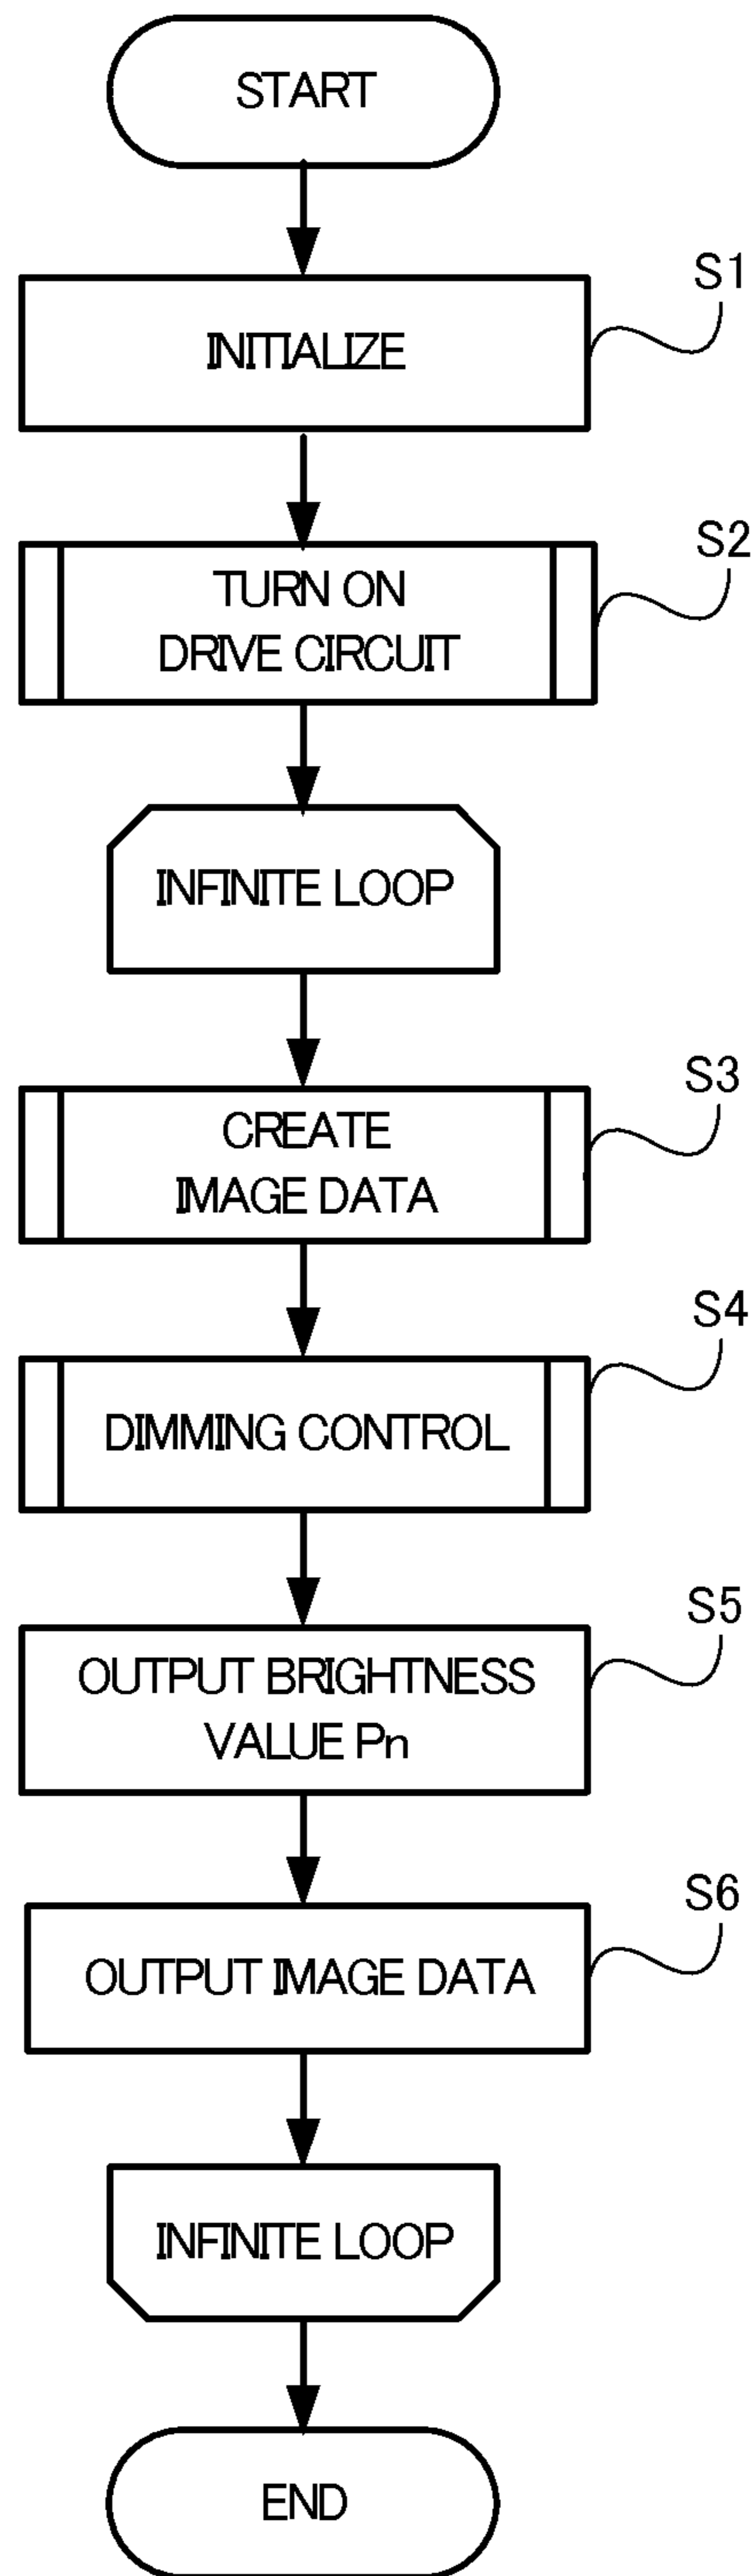 START
S1
INITIALIZE
S2
TURN ON
DRIVE CIRCUIT
INFINITE LOOP
S3
CREATE
IMAGE DATA
S4
DIMMING CONTROL
S5
OUTPUT BRIGHTNESS
VALUE Pn
S6
OUTPUT IMAGE DATA
INFINITE LOOP
END